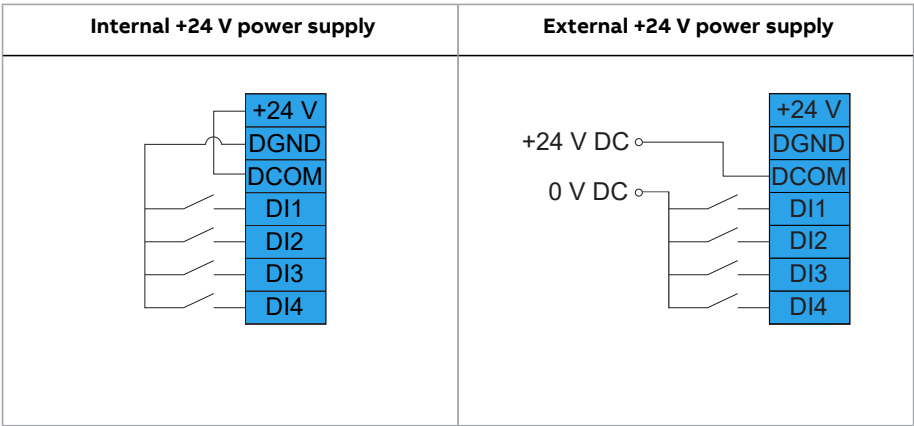 Internal +24 V power supply
External +24 V power supply
+24 V
DGND
DCOM
DI1
DI2
DI3
DI4
+24 V DC
0 V DC
+24 V
DGND
DCOM
DI1
DI2
DI3
DI4